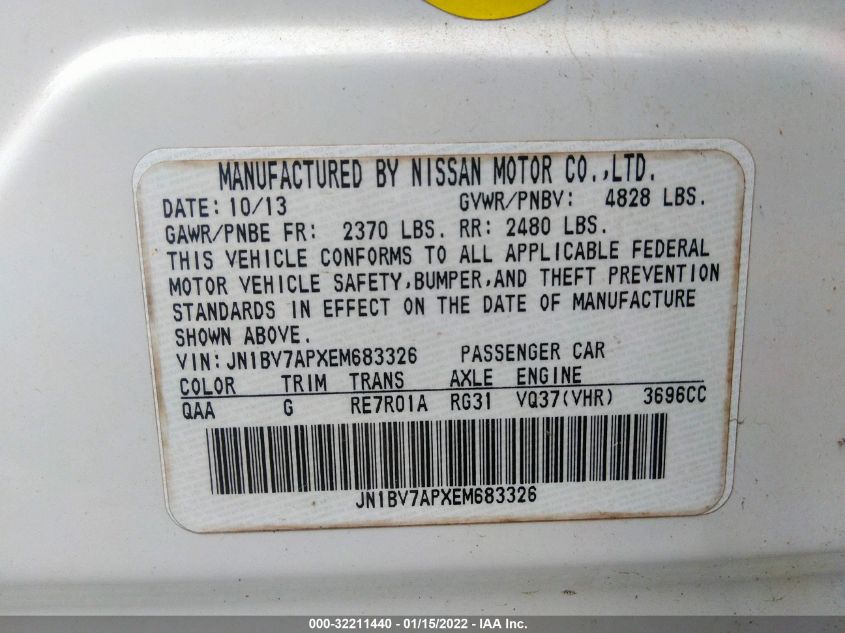 MANUFACTURED BY NISSAN MOTOR CO.,LTD.
DATE: 10/13 GVWR/PNBV: 4828 LBS.
GAWR/PNBE FR: 2370 LBS. RR: 2480 LBS.
THIS VEHICLE CONFORMS TO ALL APPLICABLE FEDERAL
MOTOR VEHICLE SAFETY,BUMPER,AND THEFT PREVENTION
STANDARDS IN EFFECT ON THE DATE OF MANUFACTURE
SHOWN ABOVE.
VIN: JN1BV7APXEM683326 PASSENGER CAR
COLOR TRIM TRANS AXLE ENGINE
QAA G RE7R01A RG31 VQ37(VHR) 3696CC
JN1BV7APXEM683326
000-32211440 - 01/15/2022 - IAA Inc.